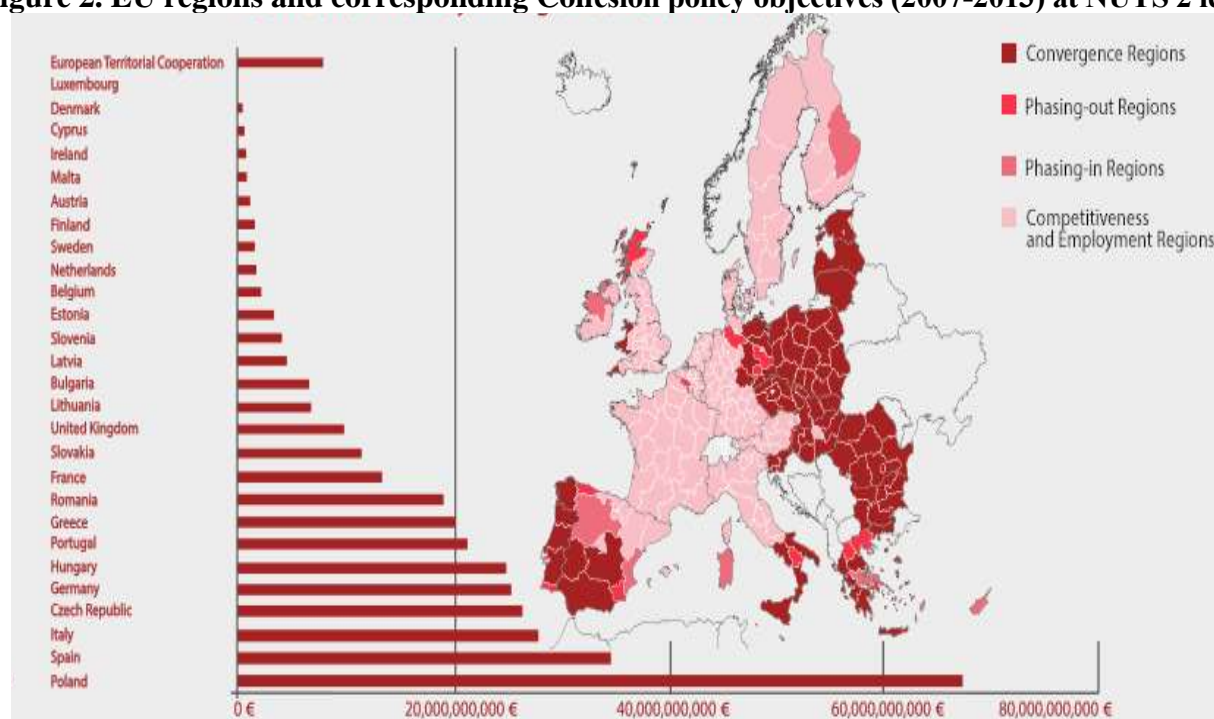 igure 2. EU regions and corresponding Cohesion policy objectives (2007-2013) at NUTS 2 le
European Territorial Cooperation
Luxembourg
Denmark
Cyprus
Ireland
Malta
Austria
Finland
Sweden
Netherlands
Belgium
Estonia
Slovenia
Latvia
Bulgaria
Lithuania
United Kingdom
Slovakia
France
Romania
Greece
Portugal
Hungary
Germany
Czech Republic
Italy
Spain
Poland
0 €
20,000,000,000 €
40,000,000,000 €
60,000,000,000 €
80,000,000,000 €
Convergence Regions
Phasing-out Regions
Phasing-in Regions
Competitiveness
and Employment Regions